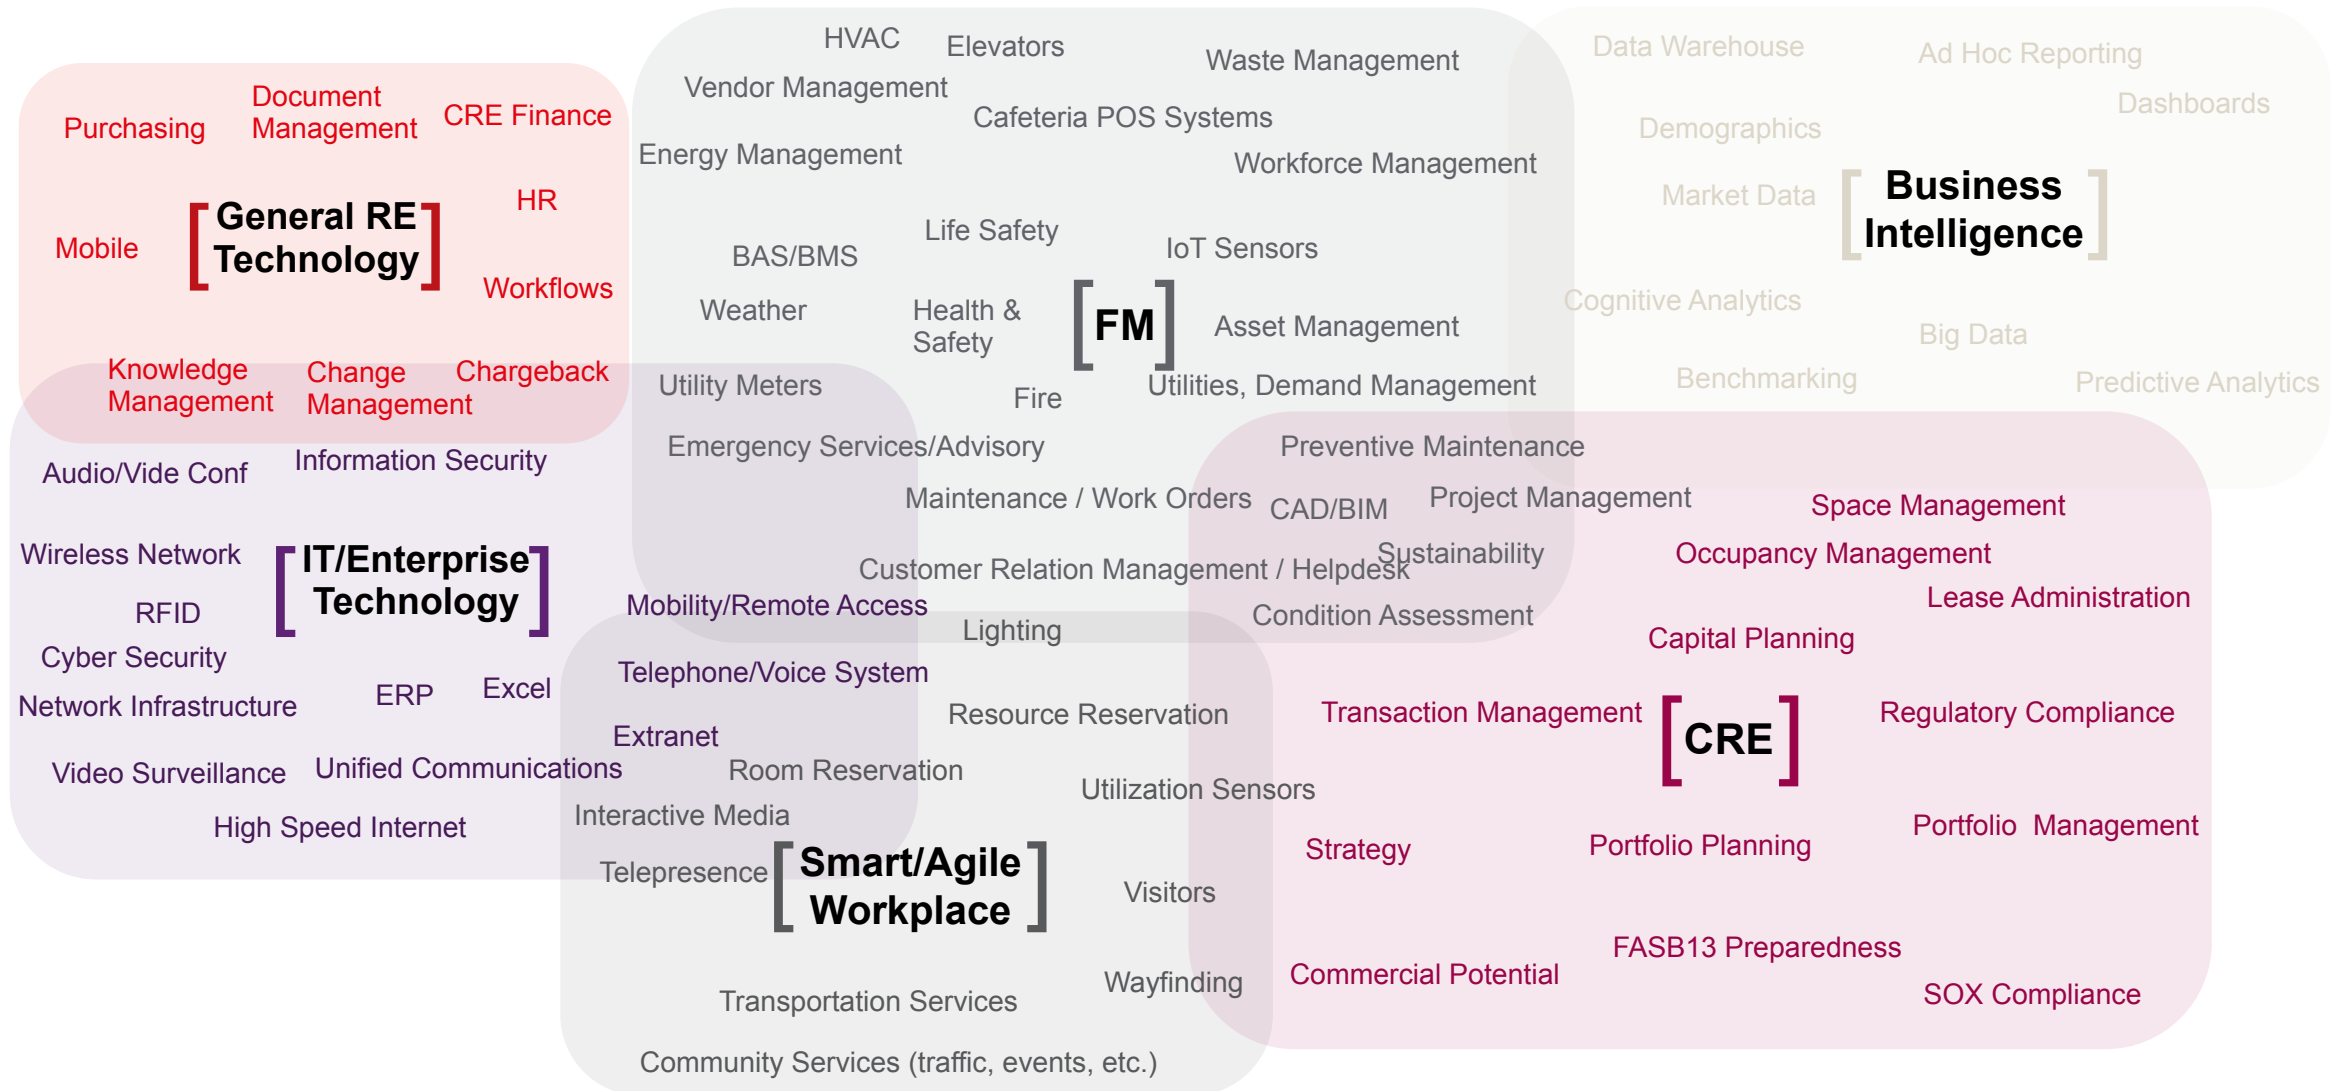 Purchasing
Document
Management
CRE Finance
[General RE
Technology]
HR
Mobile
Workflows
Knowledge
Management
Change
Management
Chargeback
HVAC
Elevators
Waste Management
Vendor Management
Cafeteria POS Systems
Energy Management
Workforce Management
Life Safety
IoT Sensors
BAS/BMS
Weather
Health &
Safety
[FM]
Asset Management
Utility Meters
Fire
Utilities, Demand Management
Emergency Services/Advisory
Preventive Maintenance
Maintenance / Work Orders
CAD/BIM
Project Management
Sustainability
Customer Relation Management / Helpdesk
Condition Assessment
Data Warehouse
Ad Hoc Reporting
Dashboards
Demographics
Market Data
[Business
Intelligence]
Cognitive Analytics
Big Data
Benchmarking
Predictive Analytics
Audio/Vide Conf
Information Security
Wireless Network
[IT/Enterprise
Technology]
RFID
Mobility/Remote Access
Cyber Security
Telephone/Voice System
Network Infrastructure
ERP
Excel
Extranet
Video Surveillance
Unified Communications
High Speed Internet
Lighting
Resource Reservation
Room Reservation
Utilization Sensors
Interactive Media
Telepresence
[Smart/Agile
Workplace]
Visitors
Wayfinding
Transportation Services
Community Services (traffic, events, etc.)
Space Management
Occupancy Management
Lease Administration
Capital Planning
Transaction Management
[CRE]
Regulatory Compliance
Strategy
Portfolio Planning
Portfolio Management
FASB13 Preparedness
Commercial Potential
SOX Compliance